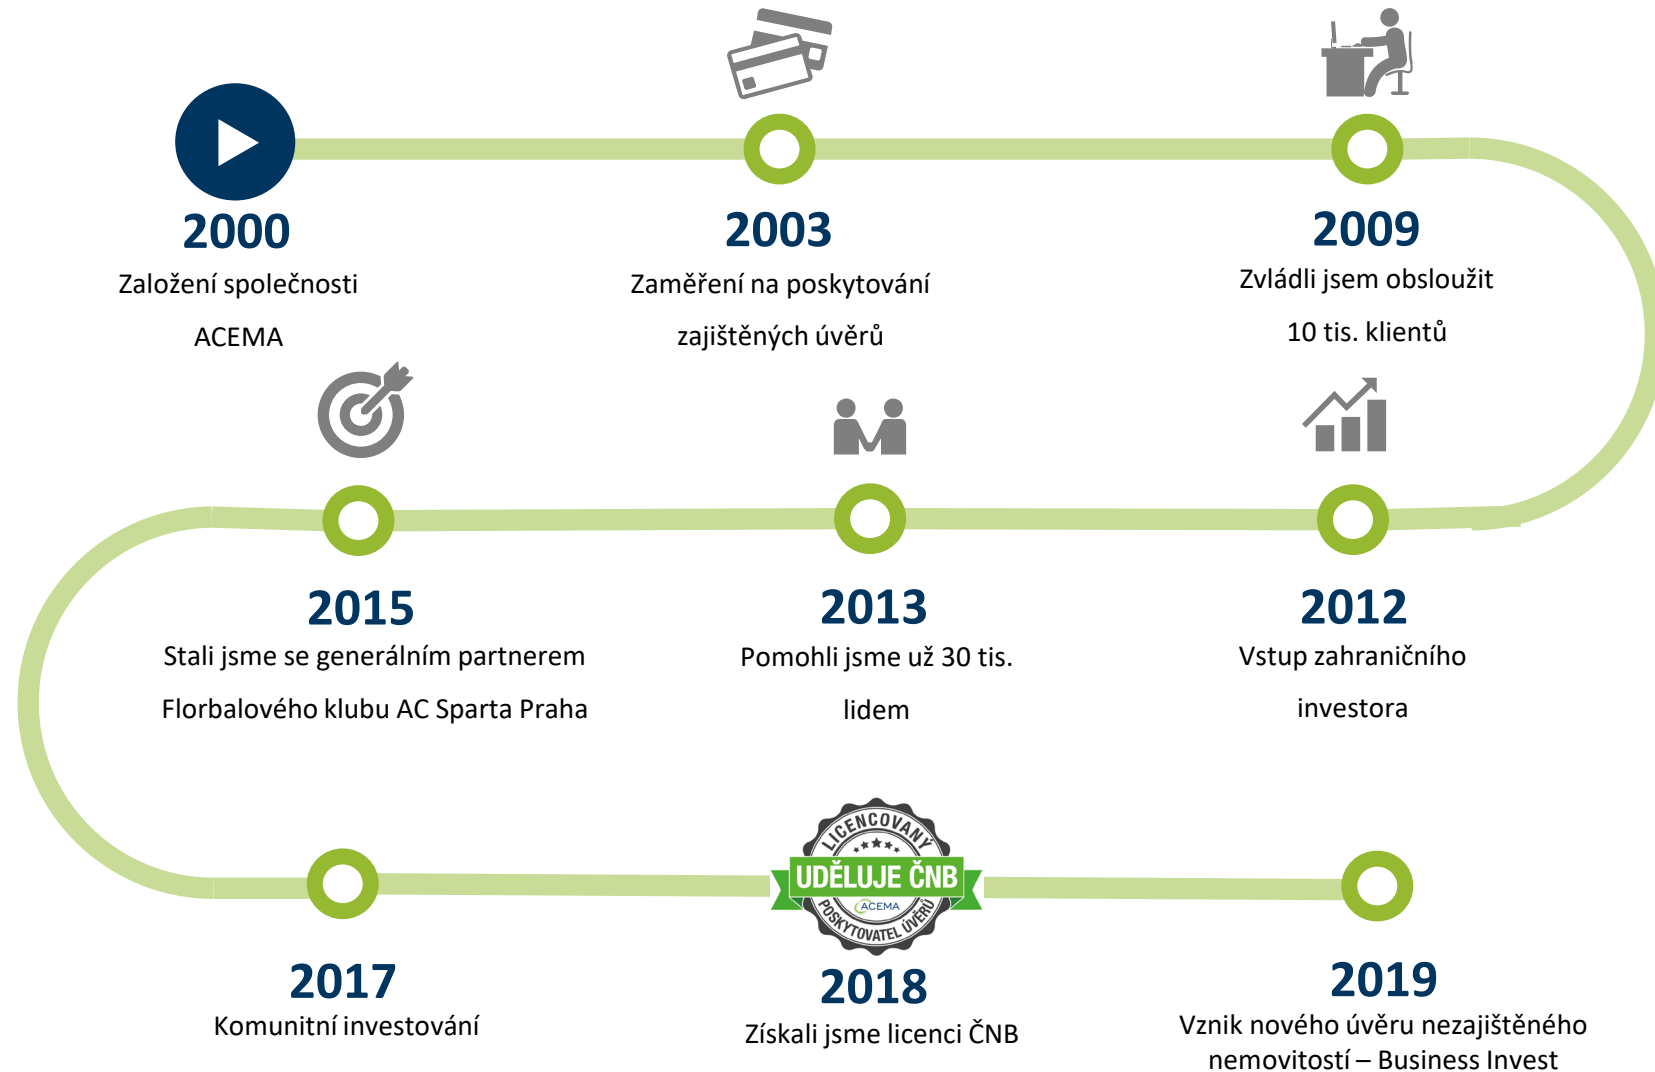 2000
Založení společnosti
ACEMA
2003
Zaměření na poskytování
zajištěných úvěrů
2009
Zvládli jsem obsloužit
10 tis. klientů
2015
Stali jsme se generálním partnerem
Florbalového klubu AC Sparta Praha
2013
Pomohli jsme už 30 tis.
lidem
2012
Vstup zahraničního
investora
2017
Komunitní investování
LICENCOVANÝ
UDĚLUJE ČNB
ACEMA
POSKYTOVATEL ÚVĚRŮ
2018
Získali jsme licenci ČNB
2019
Vznik nového úvěru nezajištěného
nemovitostí – Business Invest